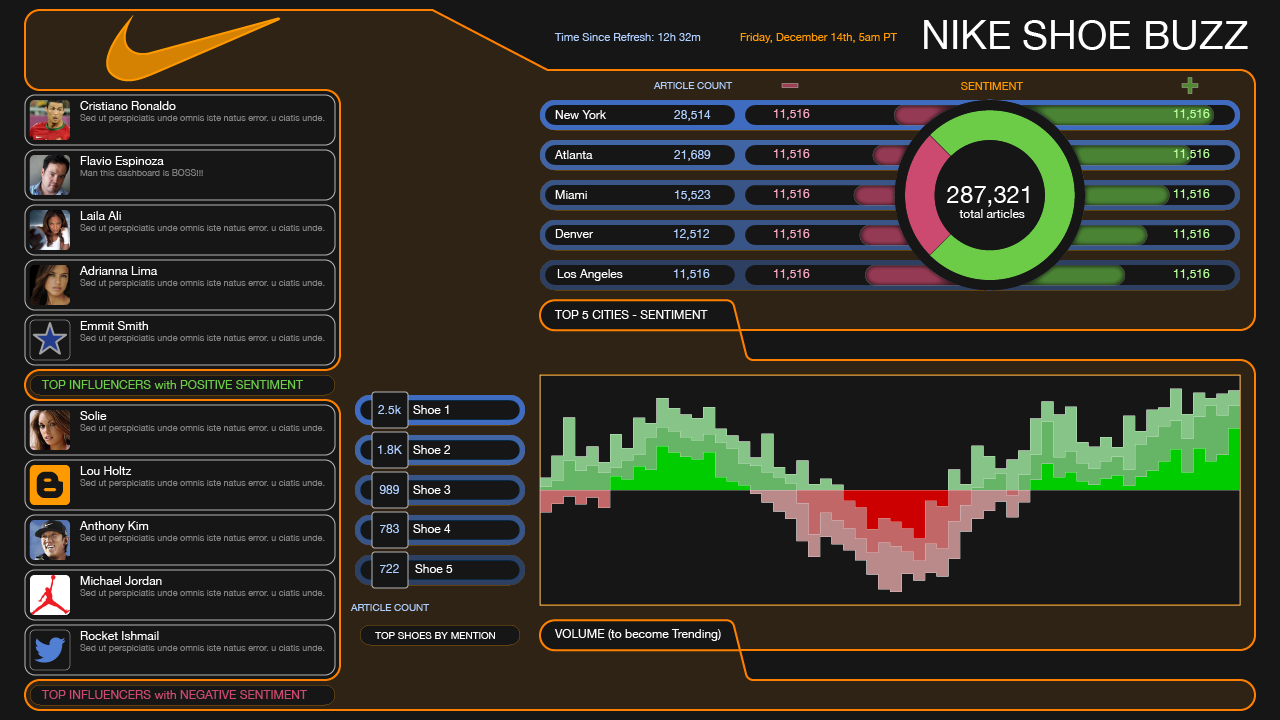 Time Since Refresh: 12h 32m
Friday, December 14th, 5am PT
NIKE SHOE BUZZ
Cristiano Ronaldo
Sed ut perspiciatis unde omnis iste natus error. u ciatis unde.
Flavio Espinoza
Man this dashboard is BOSS!!!
Laila Ali
Sed ut perspiciatis unde omnis iste natus error. u ciatis unde.
Adrianna Lima
Sed ut perspiciatis unde omnis iste natus error. u ciatis unde.
Emmit Smith
Sed ut perspiciatis unde omnis iste natus error. u ciatis unde.
TOP INFLUENCERS with POSITIVE SENTIMENT
Solie
Sed ut perspiciatis unde omnis iste natus error. u ciatis unde.
Lou Holtz
Sed ut perspiciatis unde omnis iste natus error. u ciatis unde.
Anthony Kim
Sed ut perspiciatis unde omnis iste natus error. u ciatis unde.
Michael Jordan
Sed ut perspiciatis unde omnis iste natus error. u ciatis unde.
Rocket Ishmail
Sed ut perspiciatis unde omnis iste natus error. u ciatis unde.
TOP INFLUENCERS with NEGATIVE SENTIMENT
2.5k Shoe 1
1.8K Shoe 2
989 Shoe 3
783 Shoe 4
722 Shoe 5
ARTICLE COUNT
TOP SHOES BY MENTION
ARTICLE COUNT SENTIMENT
New York 28,514 11,516 11,516
Atlanta 21,689 11,516 11,516
Miami 15,523 11,516 11,516
Denver 12,512 11,516 11,516
Los Angeles 11,516 11,516 11,516
287,321
total articles
TOP 5 CITIES - SENTIMENT
VOLUME (to become Trending)